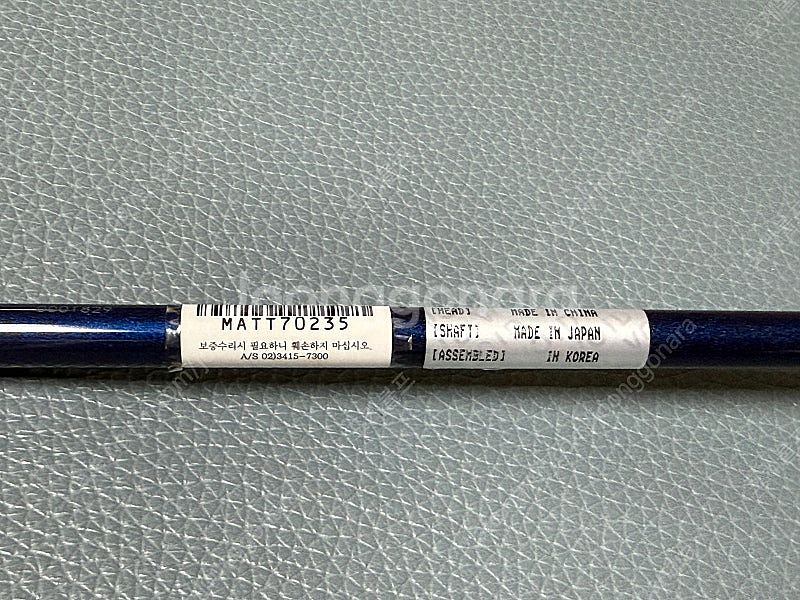 MATT70235
보증수리시 필요하니 훼손하지 마십시오.
A/S 02)3415-7300
[HEAD] MADE IN CHINA
[SHAFT] MADE IN JAPAN
[ASSEMBLED] IN KOREA
joonggonara